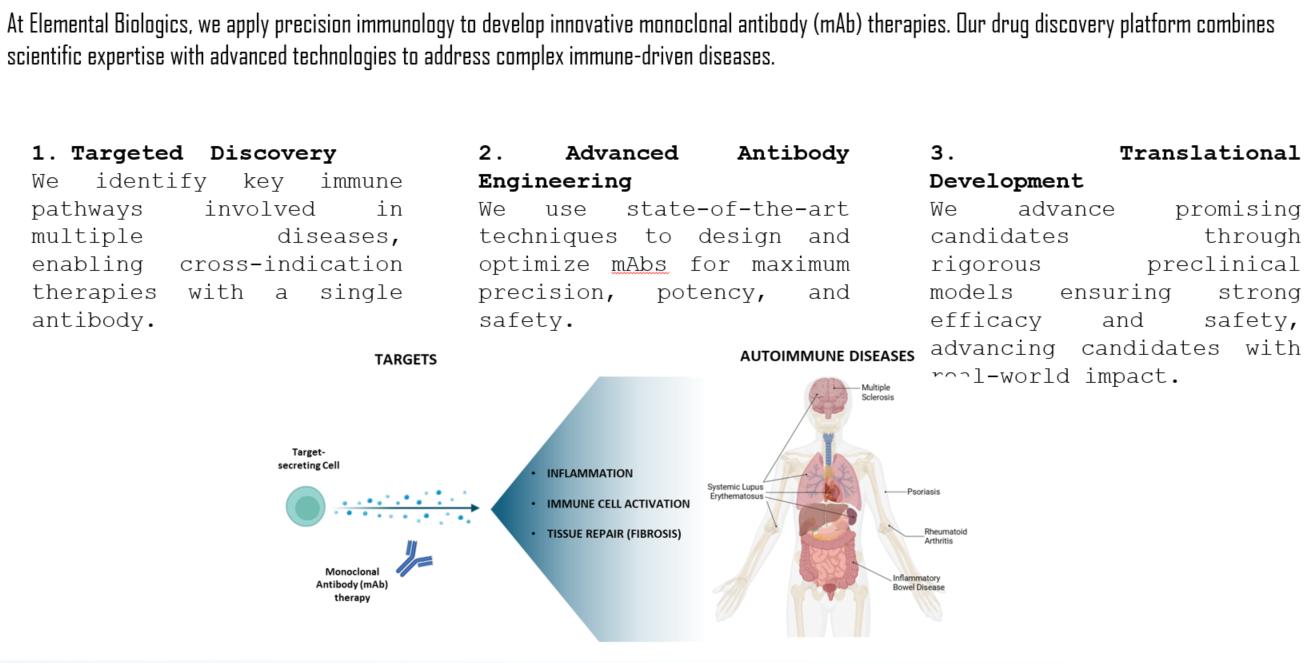 At Elemental Biologics, we apply precision immunology to develop innovative monoclonal antibody (mAb) therapies. Our drug discovery platform combines
scientific expertise with advanced technologies to address complex immune-driven diseases.
1. Targeted Discovery
We identify key immune
pathways involved in
multiple diseases,
enabling cross-indication
therapies with a single
antibody.
2. Advanced Antibody
Engineering
We use state-of-the-art
techniques to design and
optimize mAbs for maximum
precision, potency, and
safety.
3. Translational
Development
We advance promising
candidates through
rigorous preclinical
models ensuring strong
efficacy and safety,
advancing candidates with
real-world impact.
TARGETS
Target-
secreting Cell
Monoclonal
Antibody (mAb)
therapy
• INFLAMMATION
• IMMUNE CELL ACTIVATION
• TISSUE REPAIR (FIBROSIS)
AUTOIMMUNE DISEASES
Multiple
Sclerosis
Systemic Lupus
Erythematosus
Psoriasis
Rheumatoid
Arthritis
Inflammatory
Bowel Disease